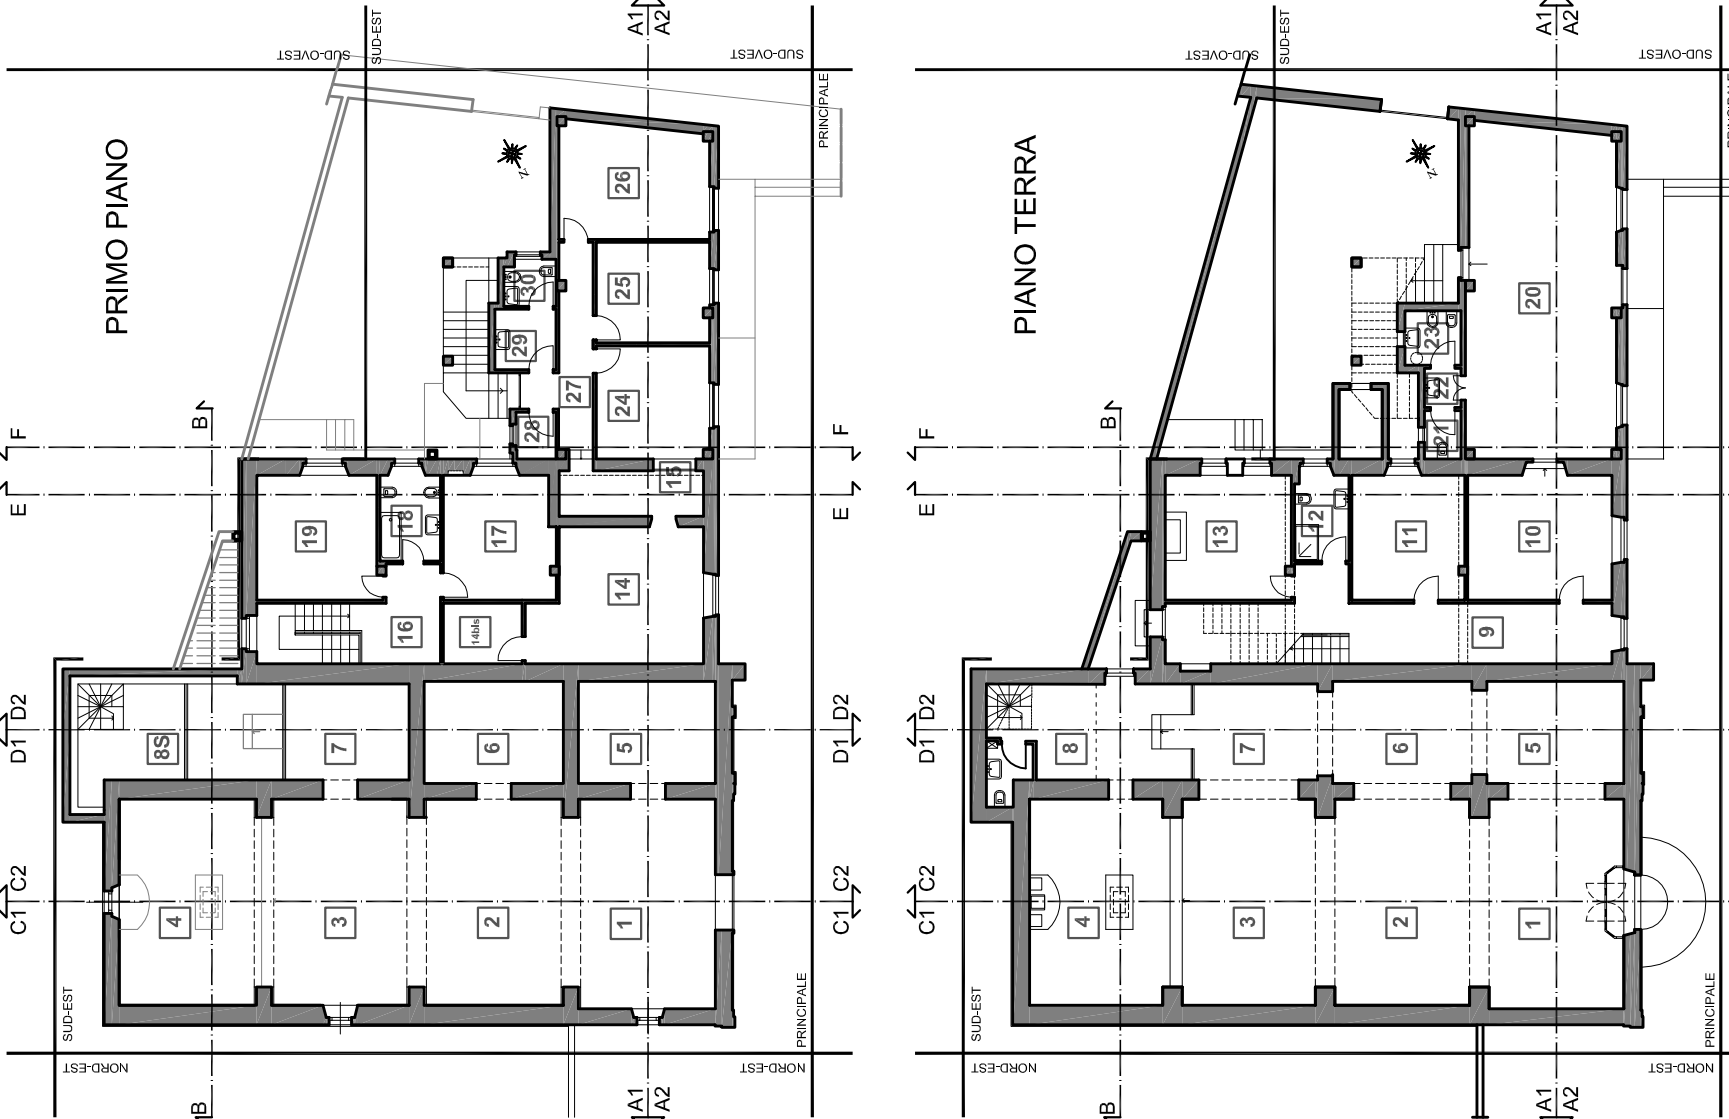 PRIMO PIANO
SUD-OVEST
SUD-EST
SUD-OVEST
PRINCIPALE
A1
A2
N
26
25
24
30
29
28
27
B
F
E
F
E
15
19
18
17
16
14bis
14
D2
D1
D2
D1
8S
7
6
5
C2
C1
C2
C1
4
3
2
1
SUD-EST
NORD-EST
PRINCIPALE
NORD-EST
B
A1
A2
PIANO TERRA
SUD-OVEST
SUD-EST
SUD-OVEST
A1
A2
N
20
23
22
21
B
F
E
13
12
11
10
9
D2
D1
8
7
6
5
C2
C1
4
3
2
1
SUD-EST
NORD-EST
PRINCIPALE
NORD-EST
B
A1
A2